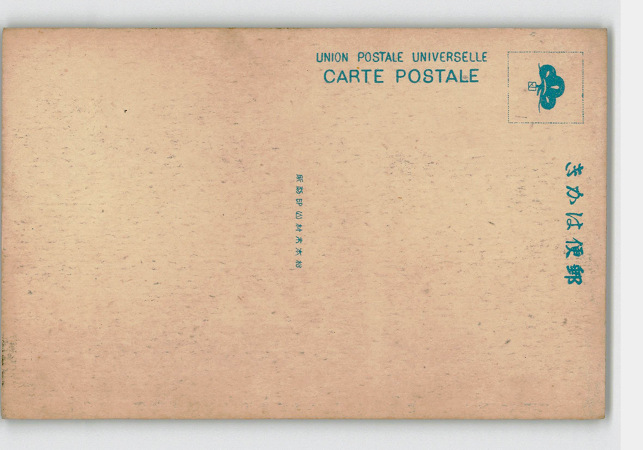 UNION POSTALE UNIVERSELLE
CARTE POSTALE
きかは便郵